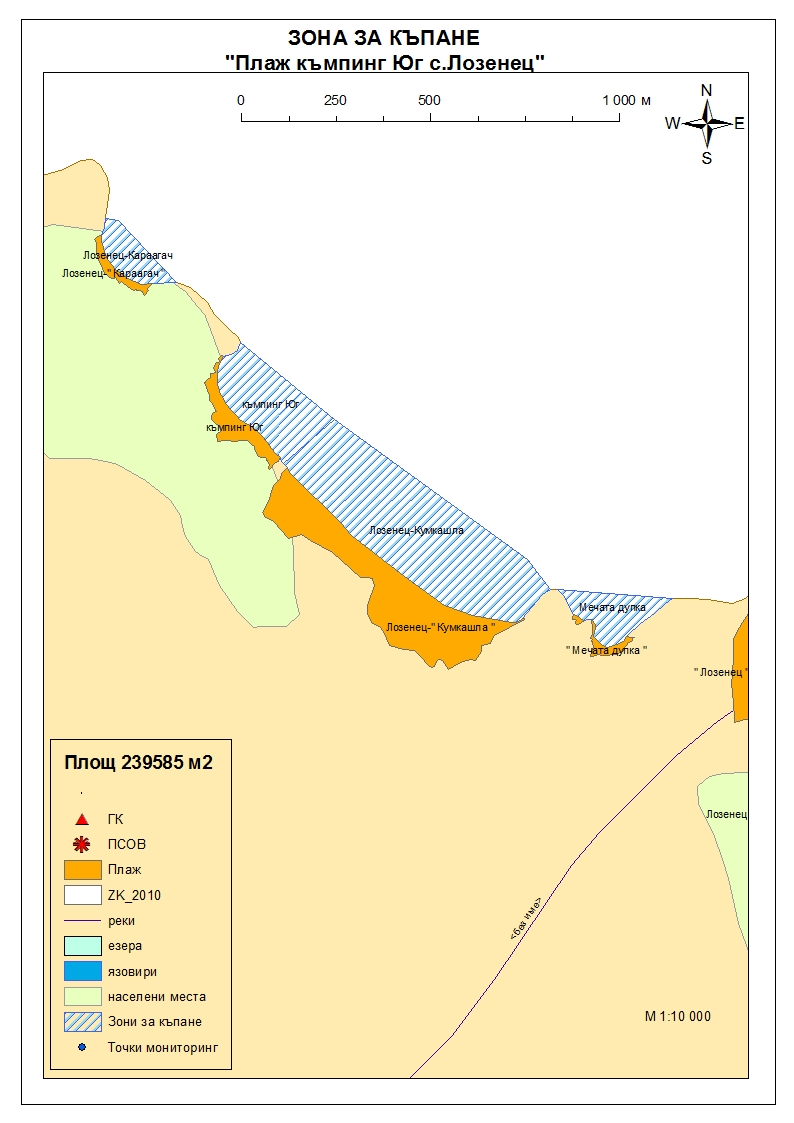 ЗОНА ЗА КЪПАНЕ
"Плаж къмпинг Юг с.Лозенец"
0 250 500 1 000 м
N
W E
S
Лозенец-Караагач
Лозенец-"Караагач"
къмпинг Юг
къмпинг Юг
Лозенец-Кумкашла
Мечата дупка
Лозенец-"Кумкашла "
"Мечата дупка "
"Лозенец"
Лозенец
<без име>
М 1:10 000
Площ 239585 м2
ГК
ПСОВ
Плаж
ZK_2010
реки
езера
язовири
населени места
Зони за къпане
Точки мониторинг